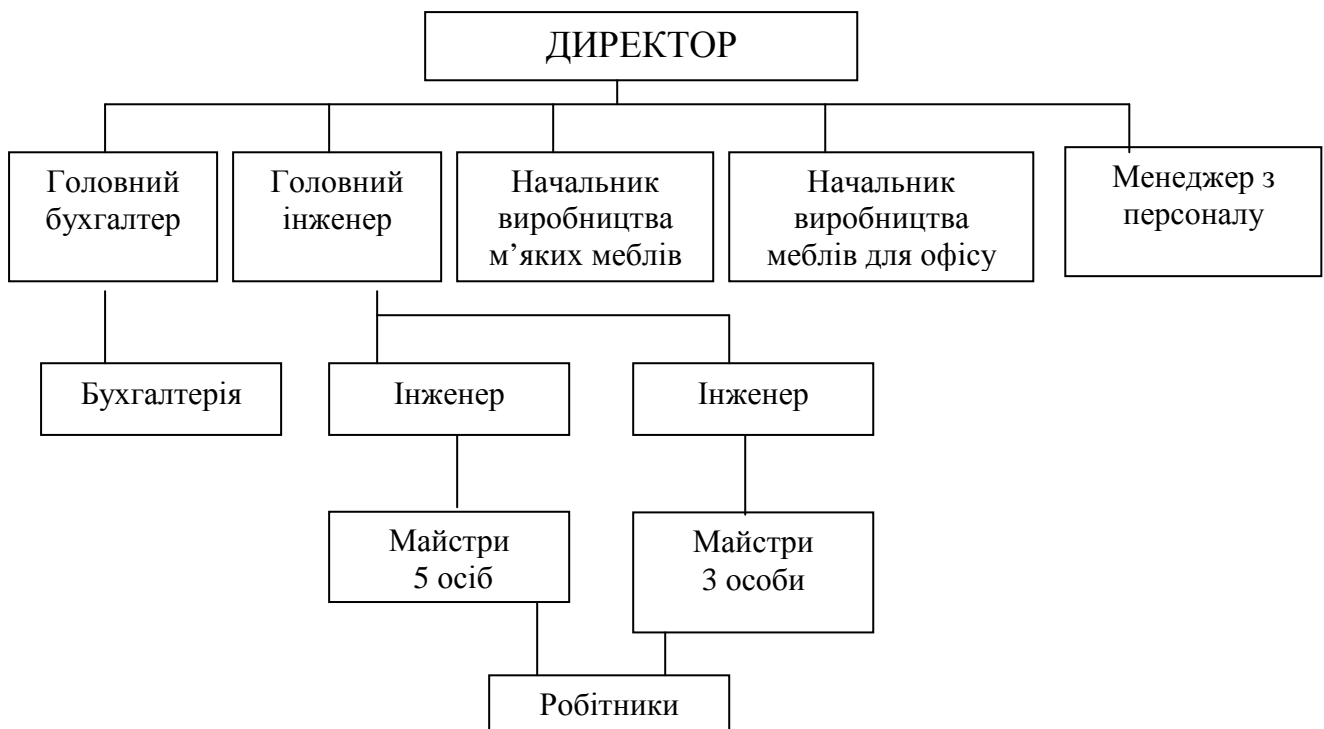 ДИРЕКТОР
Головний
бухгалтер
Головний
інженер
Начальник
виробництва
м’яких меблів
Начальник
виробництва
меблів для офісу
Менеджер з
персоналу
Бухгалтерія
Інженер
Інженер
Майстри
5 осіб
Майстри
3 особи
Робітники